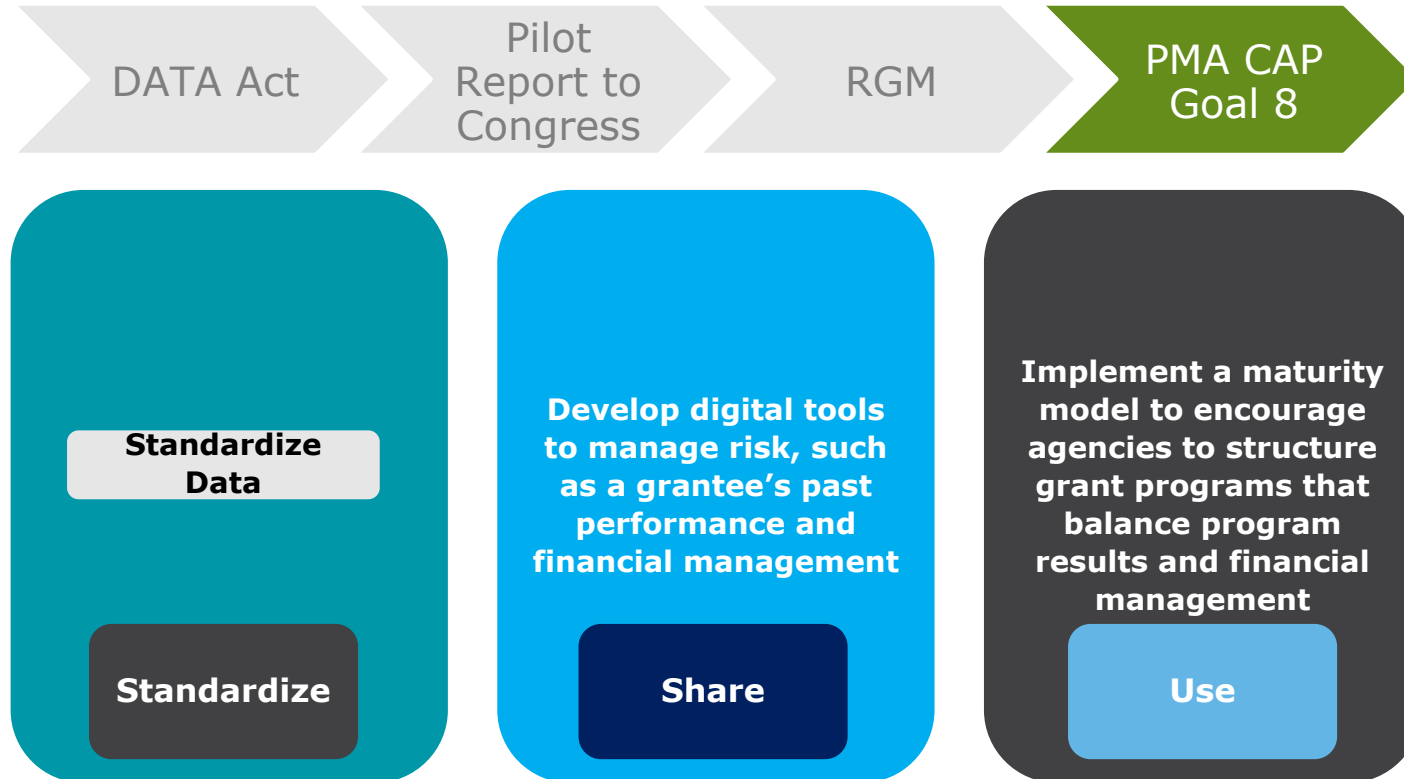 DATA Act
Pilot
Report to
Congress
RGM
PMA CAP
Goal 8
Standardize
Data
Standardize
Develop digital tools
to manage risk, such
as a grantee’s past
performance and
financial management
Share
Implement a maturity
model to encourage
agencies to structure
grant programs that
balance program
results and financial
management
Use